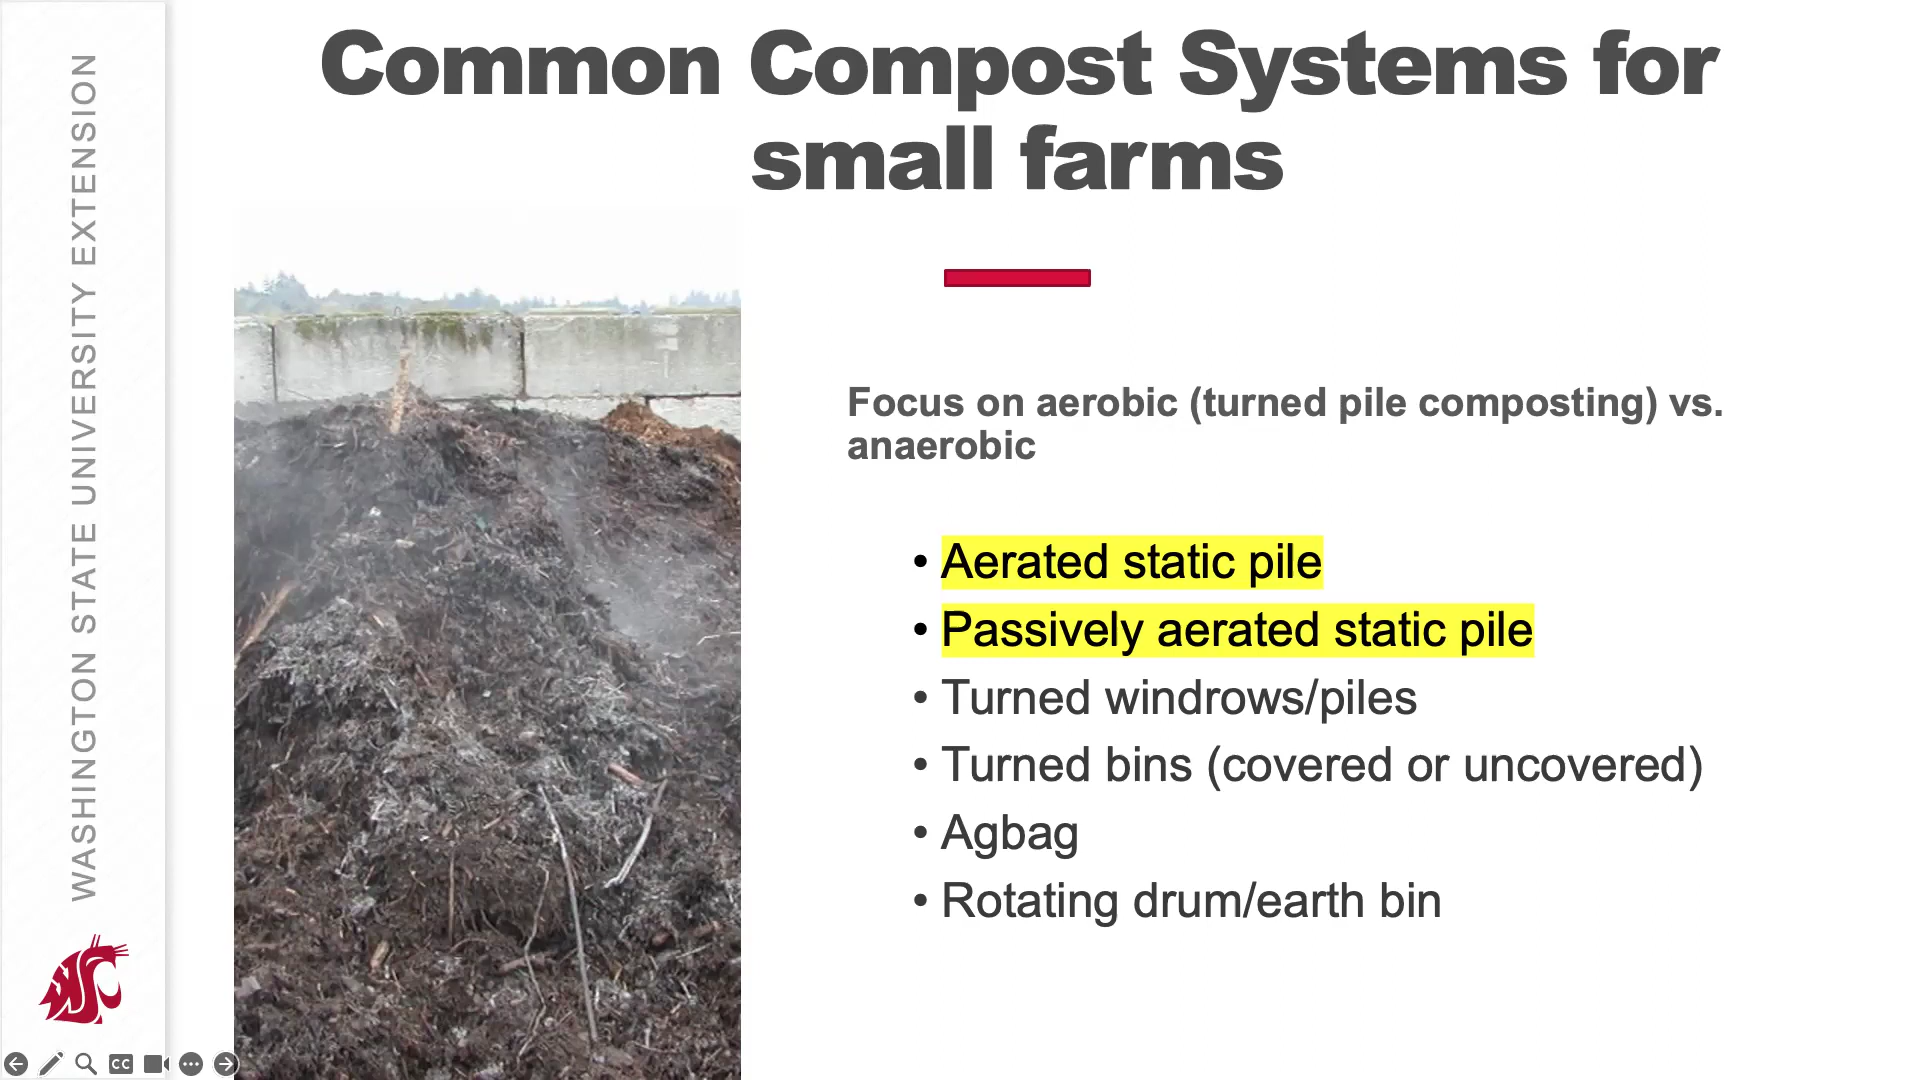 Common Compost Systems for
small farms
WASHINGTON STATE UNIVERSITY EXTENSION
Focus on aerobic (turned pile composting) vs.
anaerobic
• Aerated static pile
• Passively aerated static pile
• Turned windrows/piles
• Turned bins (covered or uncovered)
• Agbag
• Rotating drum/earth bin
WSC
CC